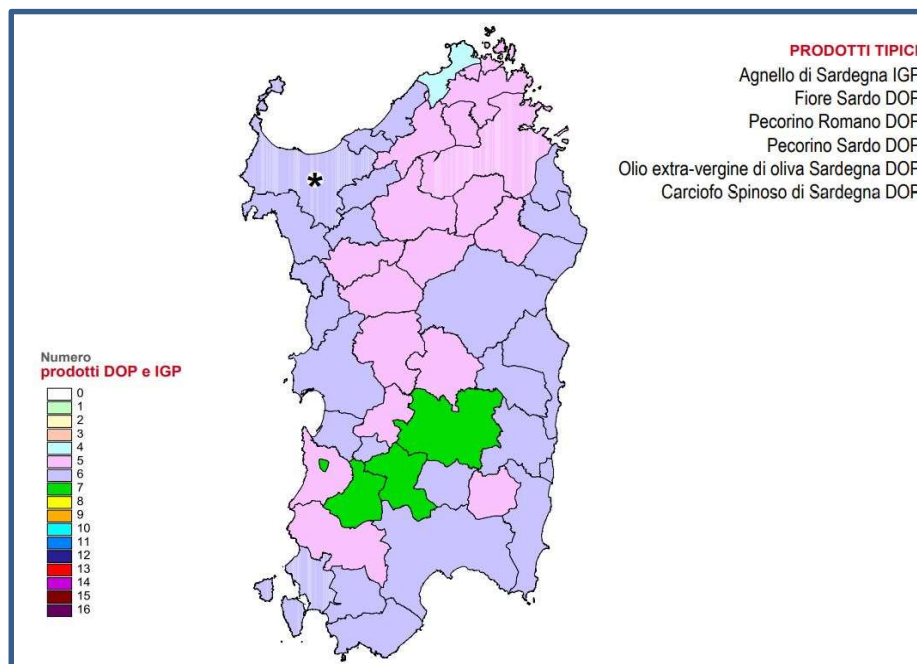 PRODOTTI TIPICI
Agnello di Sardegna IGP
Fiore Sardo DOP
Pecorino Romano DOP
Pecorino Sardo DOP
Olio extra-vergine di oliva Sardegna DOP
Carciofo Spinoso di Sardegna DOP
*
Numero
prodotti DOP e IGP
0
1
2
3
4
5
6
7
8
9
10
11
12
13
14
15
16